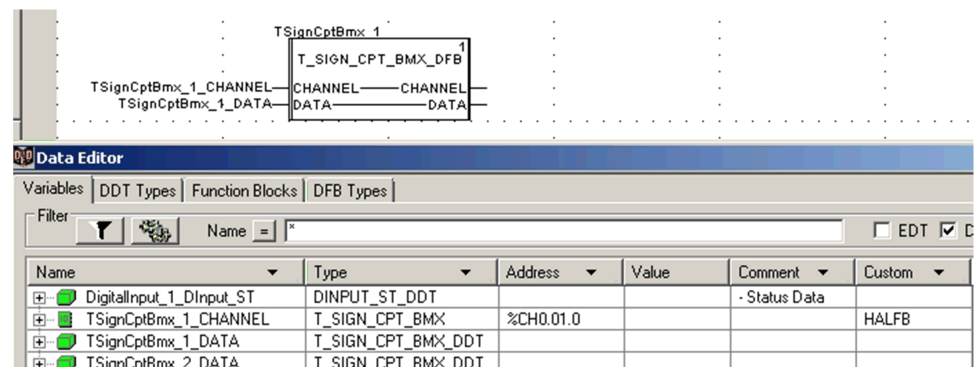 TSignCptBmx_1
1
T_SIGN_CPT_BMX_DFB
TSignCptBmx_1_CHANNEL CHANNEL CHANNEL
TSignCptBmx_1_DATA DATA DATA
Data Editor
Variables DDT Types Function Blocks DFB Types
Filter
Name = * EDT D
Name Type Address Value Comment Custom
DigitalInput_1_DInput_ST DINPUT_ST_DDT - Status Data
TSignCptBmx_1_CHANNEL T_SIGN_CPT_BMX %CH0.01.0 HALFB
TSignCptBmx_1_DATA T_SIGN_CPT_BMX_DDT
TSignCptBmx_2_DATA T_SIGN_CPT_BMX_DDT